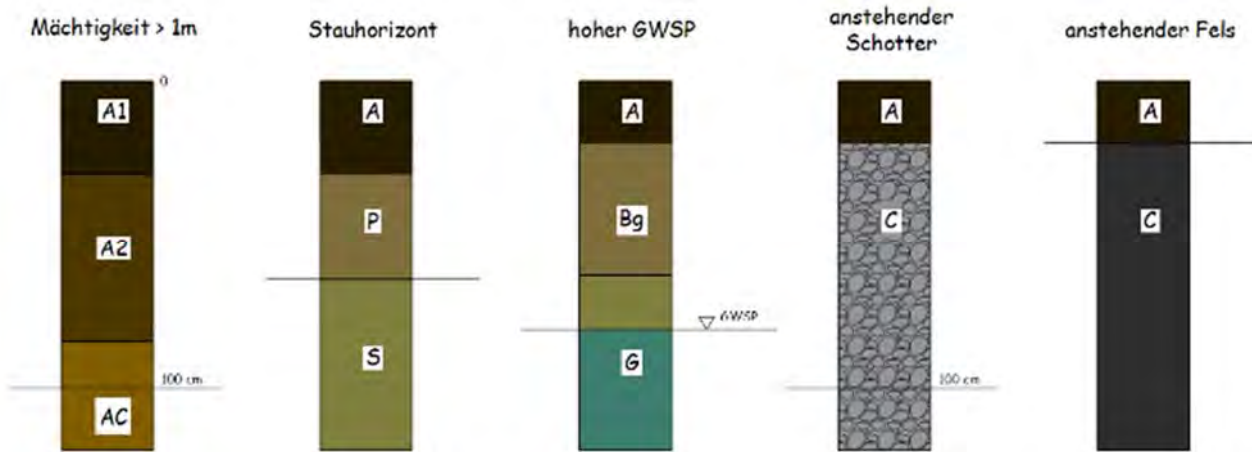 Mächtigkeit > 1m
Stauhorizont
hoher GWSP
anstehender
Schotter
anstehender Fels
0
A1
A2
100 cm
AC
A
P
S
A
Bg
GWSP
G
A
C
100 cm
A
C